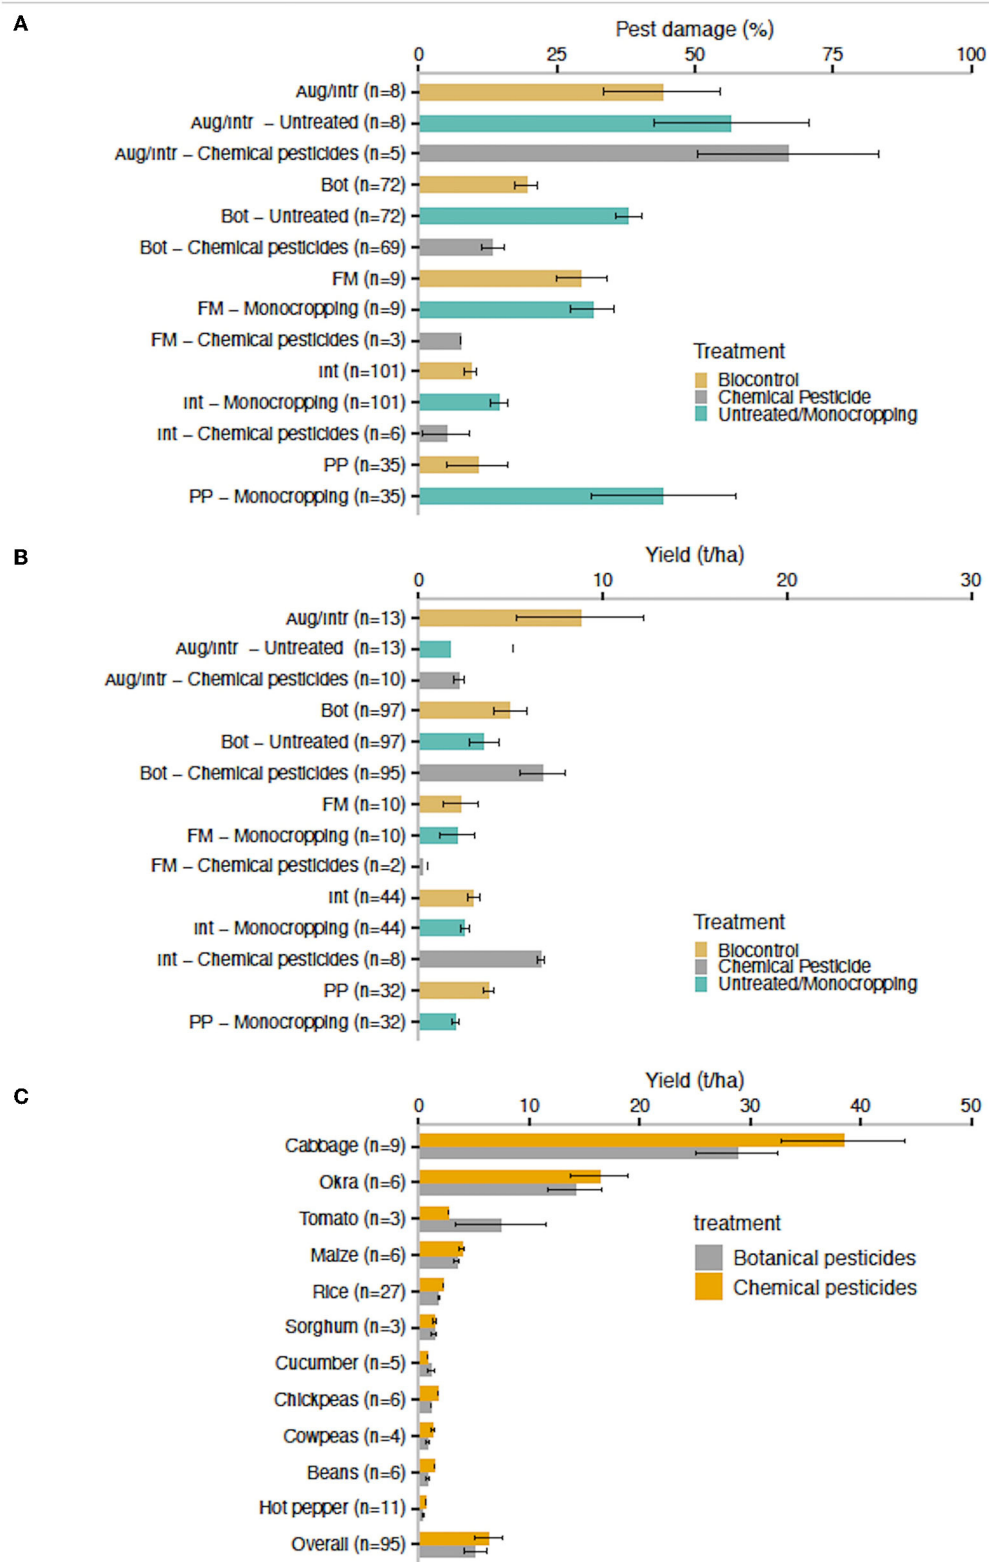 A
Pest damage (%)
0 25 50 75 100
Aug/Intr (n=8)
Aug/Intr – Untreated (n=8)
Aug/Intr – Chemical pesticides (n=5)
Bot (n=72)
Bot – Untreated (n=72)
Bot – Chemical pesticides (n=69)
FM (n=9)
FM – Monocropping (n=9)
FM – Chemical pesticides (n=3)
Int (n=101)
Int – Monocropping (n=101)
Int – Chemical pesticides (n=6)
PP (n=35)
PP – Monocropping (n=35)
Treatment
Biocontrol
Chemical Pesticide
Untreated/Monocropping
B
Yield (t/ha)
0 10 20 30
Aug/Intr (n=13)
Aug/Intr – Untreated (n=13)
Aug/Intr – Chemical pesticides (n=10)
Bot (n=97)
Bot – Untreated (n=97)
Bot – Chemical pesticides (n=95)
FM (n=10)
FM – Monocropping (n=10)
FM – Chemical pesticides (n=2)
Int (n=44)
Int – Monocropping (n=44)
Int – Chemical pesticides (n=8)
PP (n=32)
PP – Monocropping (n=32)
Treatment
Biocontrol
Chemical Pesticide
Untreated/Monocropping
C
Yield (t/ha)
0 10 20 30 40 50
Cabbage (n=9)
Okra (n=6)
Tomato (n=3)
Maize (n=6)
Rice (n=27)
Sorghum (n=3)
Cucumber (n=5)
Chickpeas (n=6)
Cowpeas (n=4)
Beans (n=6)
Hot pepper (n=11)
Overall (n=95)
treatment
Botanical pesticides
Chemical pesticides